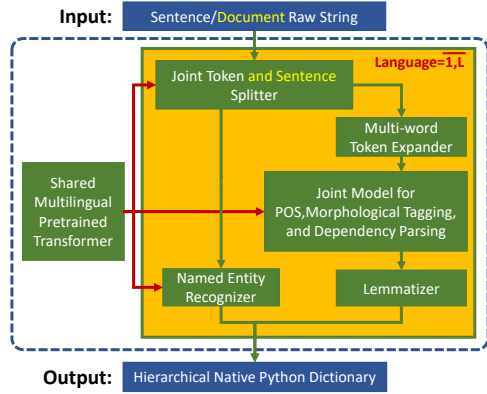 Input: Sentence/Document Raw String
Language=1,L
Joint Token and Sentence
Splitter
Multi-word
Token Expander
Shared
Multilingual
Pretrained
Transformer
Joint Model for
POS,Morphological Tagging,
and Dependency Parsing
Named Entity
Recognizer
Lemmatizer
Output: Hierarchical Native Python Dictionary